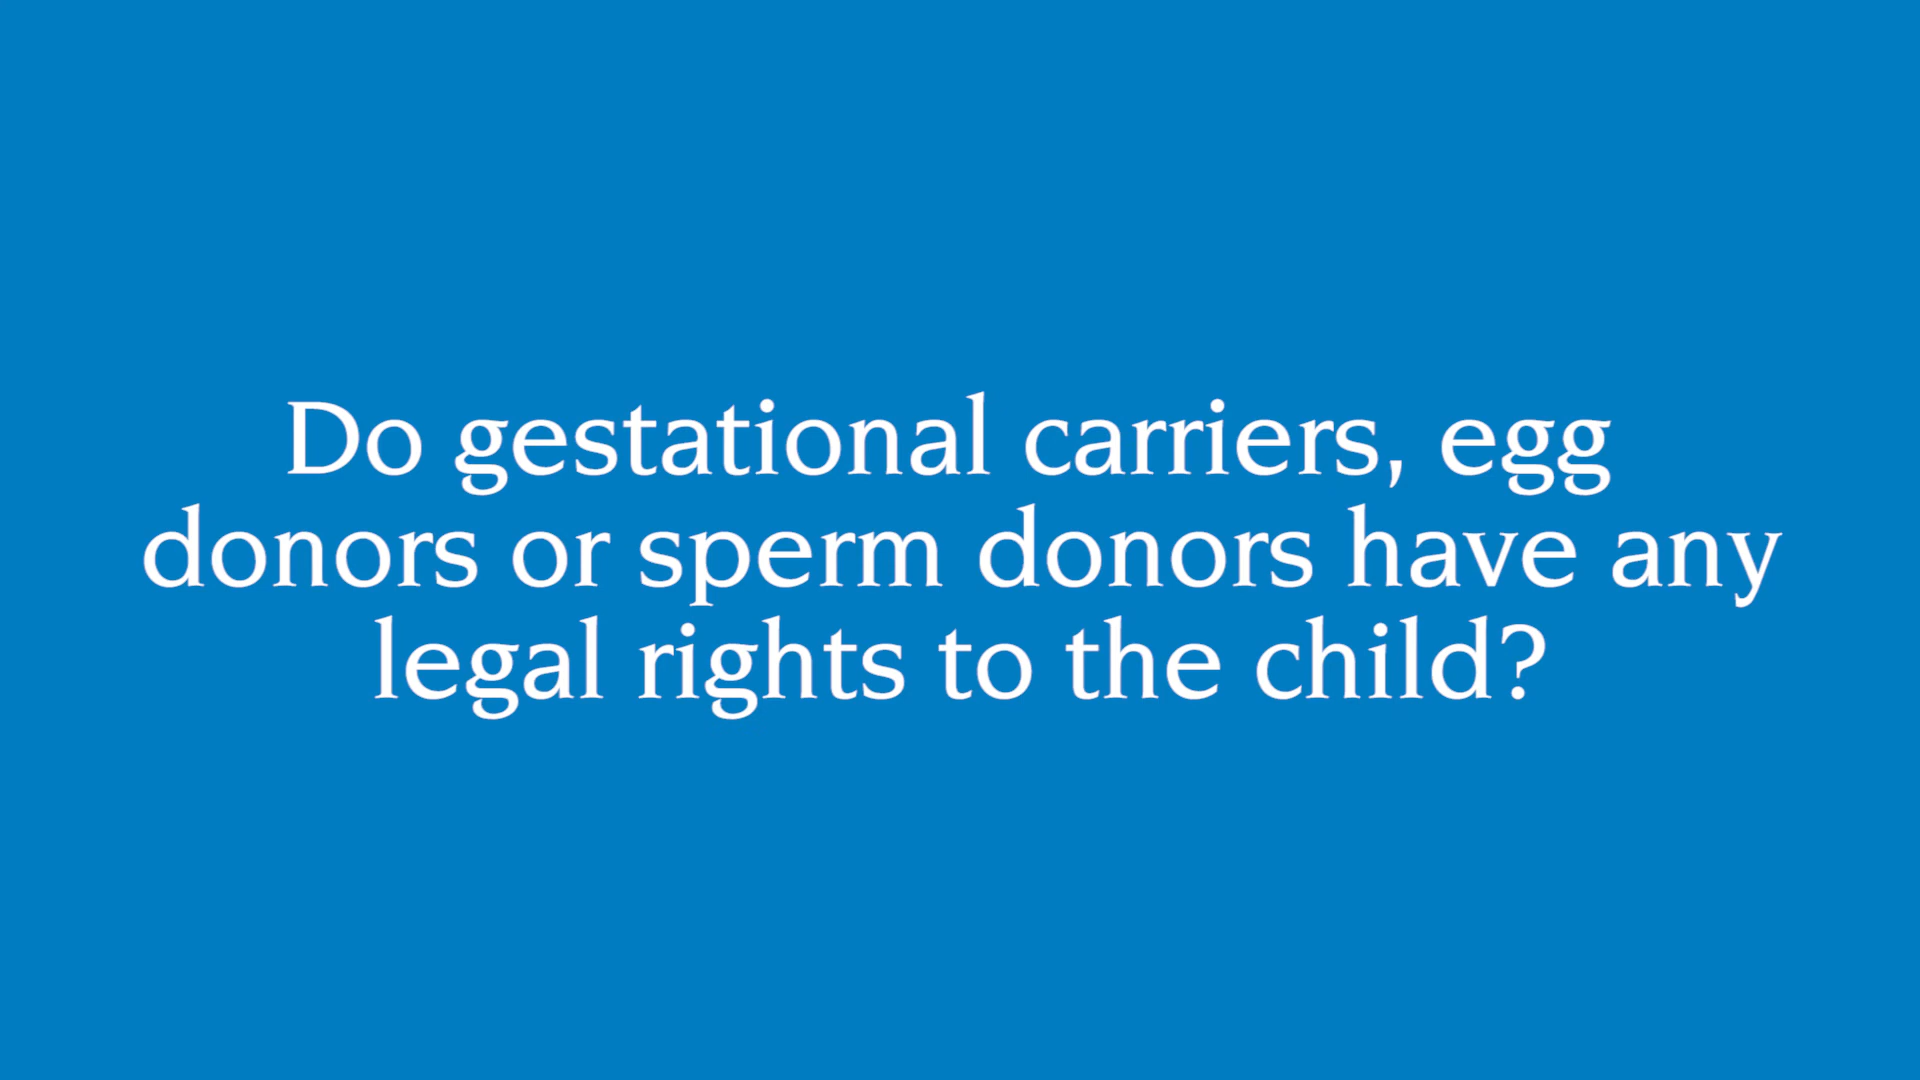 Do gestational carriers, egg
donors or sperm donors have any
legal rights to the child?